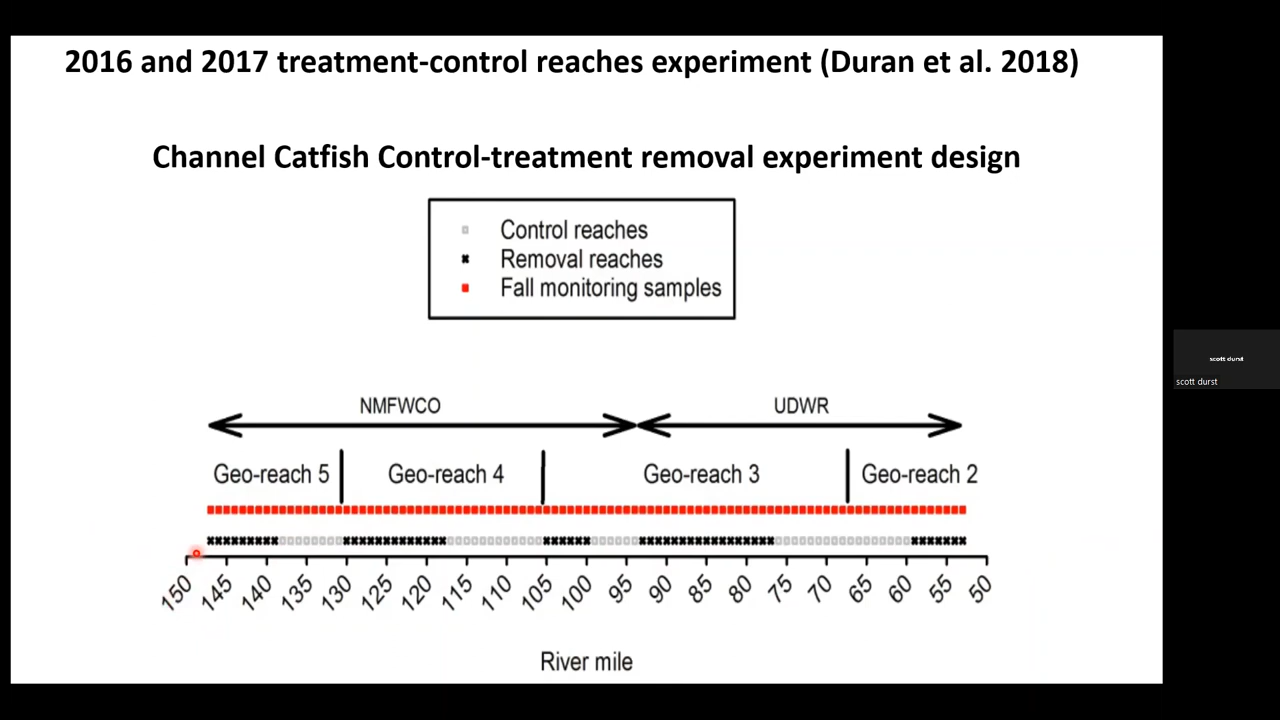 2016 and 2017 treatment-control reaches experiment (Duran et al. 2018)
Channel Catfish Control-treatment removal experiment design
Control reaches
Removal reaches
Fall monitoring samples
NMFWCO UDWR
Geo-reach 5 Geo-reach 4 Geo-reach 3 Geo-reach 2
150 145 140 135 130 125 120 115 110 105 100 95 90 85 80 75 70 65 60 55 50
River mile
scott durst
scott durst